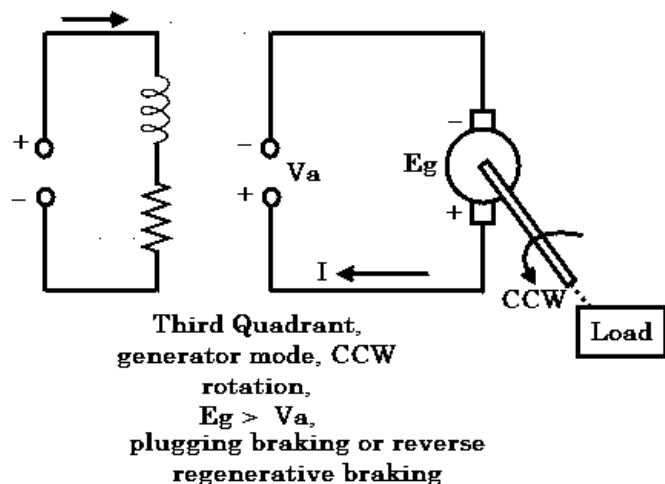 +
–
–
Va
+
I
–
Eg
+
CCW
Load
Third Quadrant,
generator mode, CCW
rotation,
Eg > Va,
plugging braking or reverse
regenerative braking